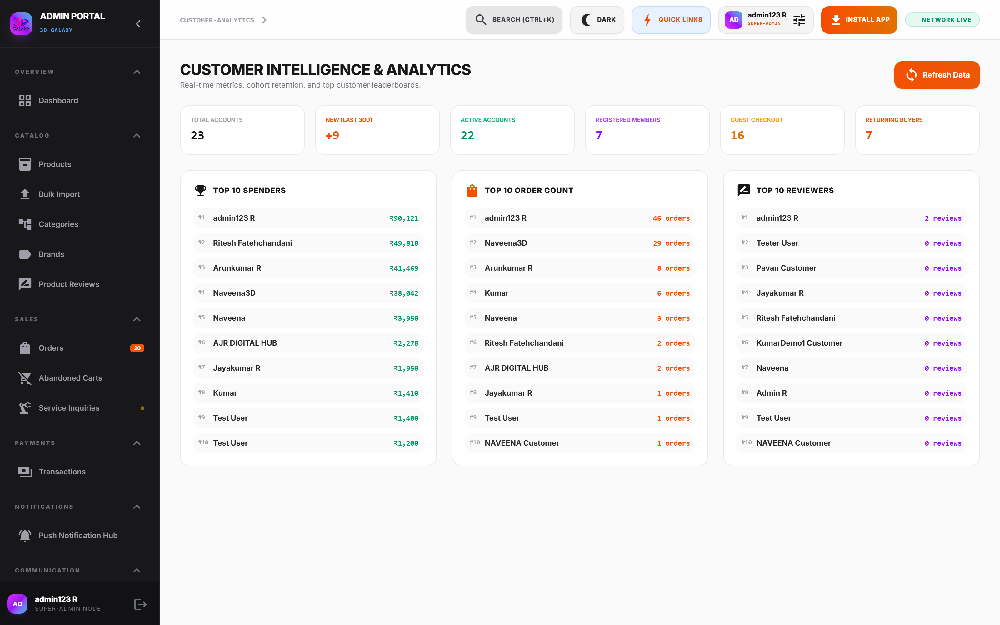 ADMIN PORTAL
3D GALAXY
3D
GALAXY
OVERVIEW
Dashboard
CATALOG
Products
Bulk Import
Categories
Brands
Product Reviews
SALES
Orders 20
Abandoned Carts
Service Inquiries
PAYMENTS
Transactions
NOTIFICATIONS
Push Notification Hub
COMMUNICATION
AD
admin123 R
SUPER-ADMIN NODE
CUSTOMER-ANALYTICS
SEARCH (CTRL+K)
DARK
QUICK LINKS
AD
admin123 R
SUPER-ADMIN
INSTALL APP
NETWORK LIVE
CUSTOMER INTELLIGENCE & ANALYTICS
Real-time metrics, cohort retention, and top customer leaderboards.
Refresh Data
TOTAL ACCOUNTS
23
NEW (LAST 30D)
+9
ACTIVE ACCOUNTS
22
REGISTERED MEMBERS
7
GUEST CHECKOUT
16
RETURNING BUYERS
7
TOP 10 SPENDERS
#1 admin123 R ₹90,121
#2 Ritesh Fatehchandani ₹49,818
#3 Arunkumar R ₹41,469
#4 Naveena3D ₹38,042
#5 Naveena ₹3,950
#6 AJR DIGITAL HUB ₹2,278
#7 Jayakumar R ₹1,950
#8 Kumar ₹1,410
#9 Test User ₹1,400
#10 Test User ₹1,200
TOP 10 ORDER COUNT
#1 admin123 R 46 orders
#2 Naveena3D 29 orders
#3 Arunkumar R 8 orders
#4 Kumar 6 orders
#5 Naveena 3 orders
#6 Ritesh Fatehchandani 2 orders
#7 AJR DIGITAL HUB 2 orders
#8 Jayakumar R 1 orders
#9 Test User 1 orders
#10 NAVEENA Customer 1 orders
TOP 10 REVIEWERS
#1 admin123 R 2 reviews
#2 Tester User 0 reviews
#3 Pavan Customer 0 reviews
#4 Jayakumar R 0 reviews
#5 Ritesh Fatehchandani 0 reviews
#6 KumarDemo1 Customer 0 reviews
#7 Naveena 0 reviews
#8 Admin R 0 reviews
#9 Test User 0 reviews
#10 NAVEENA Customer 0 reviews